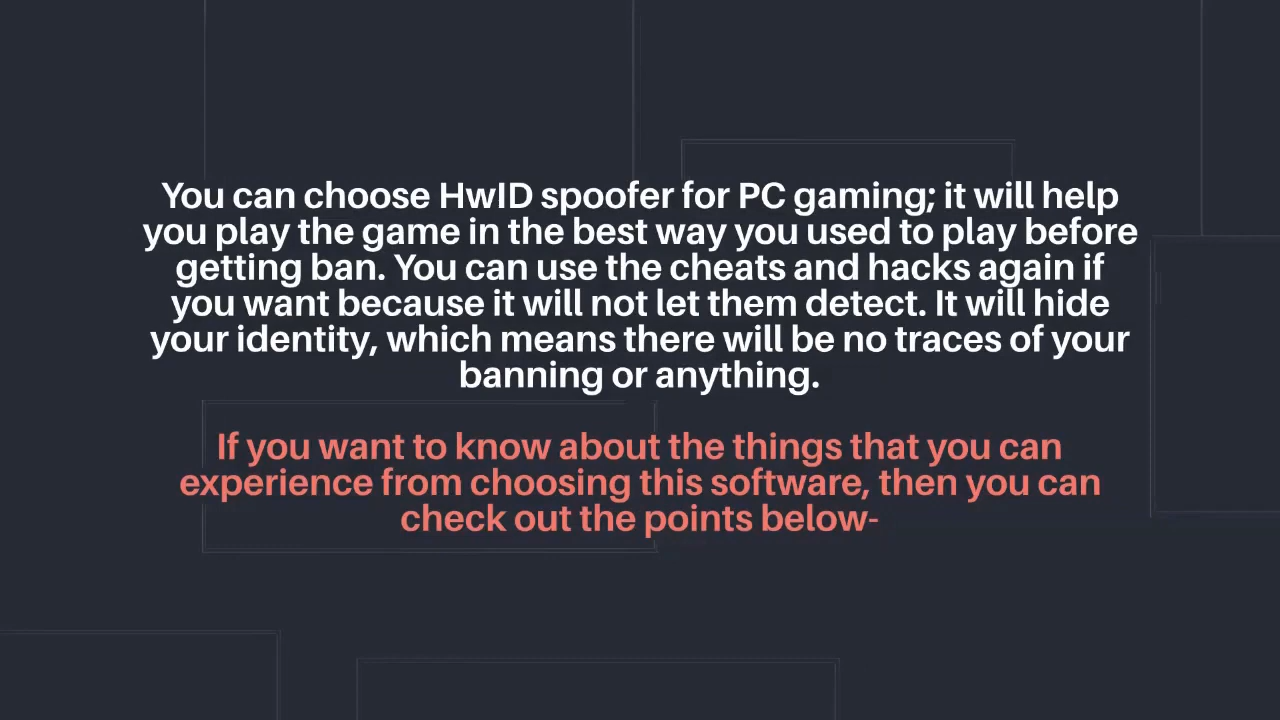 You can choose HwID spoofer for PC gaming; it will help
you play the game in the best way you used to play before
getting ban. You can use the cheats and hacks again if
you want because it will not let them detect. It will hide
your identity, which means there will be no traces of your
banning or anything.
If you want to know about the things that you can
experience from choosing this software, then you can
check out the points below-